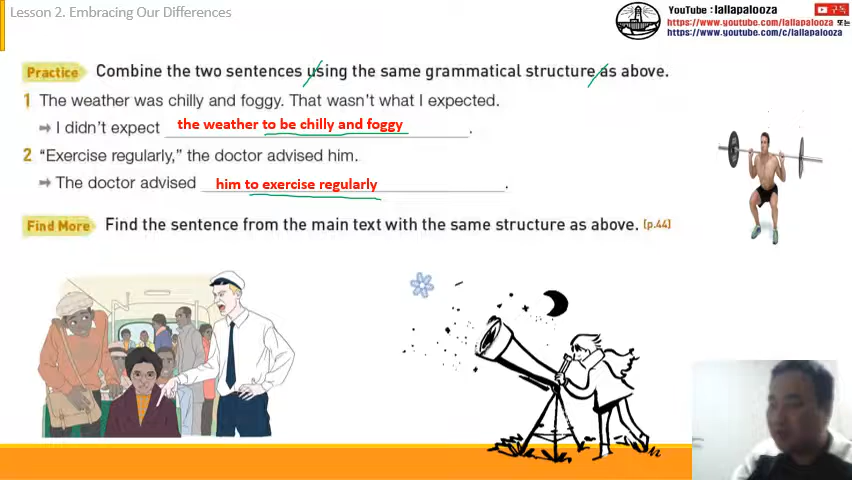 Lesson 2. Embracing Our Differences
YouTube : lallapalooza 구독
https://www.youtube.com/lallapalooza 또는
https://www.youtube.com/c/lallapalooza
Practice Combine the two sentences using the same grammatical structure as above.
1 The weather was chilly and foggy. That wasn't what I expected.
➡ I didn't expect the weather to be chilly and foggy.
2 “Exercise regularly,” the doctor advised him.
➡ The doctor advised him to exercise regularly.
Find More Find the sentence from the main text with the same structure as above. [p.44]